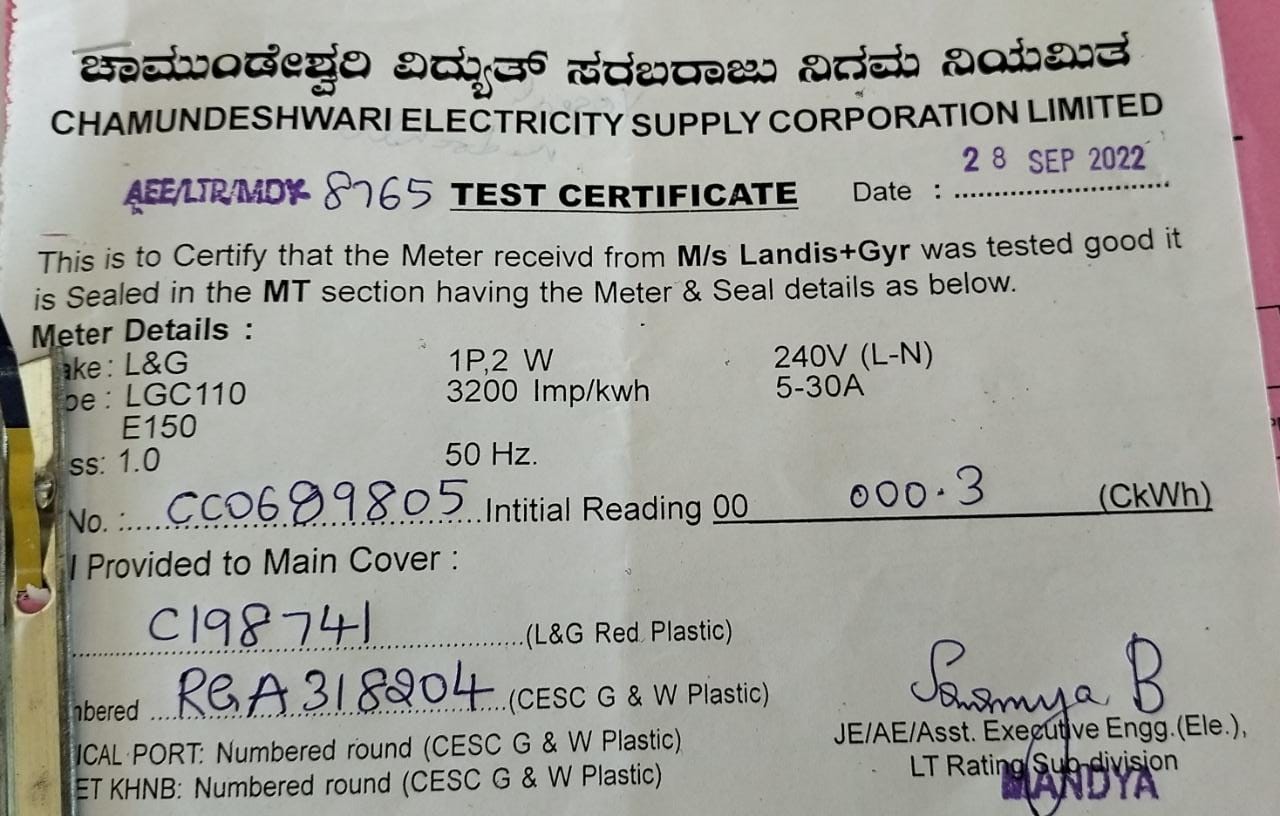 ಚಾಮುಂಡೇಶ್ವರಿ ವಿದ್ಯುತ್ ಸರಬರಾಜು ನಿಗಮ ನಿಯಮಿತ
CHAMUNDESHWARI ELECTRICITY SUPPLY CORPORATION LIMITED
28 SEP 2022
AEE/LTR/MDY 8765 TEST CERTIFICATE Date : ..............................
This is to Certify that the Meter receivd from M/s Landis+Gyr was tested good it
is Sealed in the MT section having the Meter & Seal details as below.
Meter Details :
ake : L&G 1P,2 W 240V (L-N)
pe : LGC110 3200 Imp/kwh 5-30A
E150
ss: 1.0 50 Hz.
No. :....CC0699805...Intitial Reading 00 000.3 (CkWh)
Provided to Main Cover :
C198741 ....................(L&G Red Plastic)
nbered ....RGA318204...(CESC G & W Plastic)
Sowmya B
ICAL PORT: Numbered round (CESC G & W Plastic)
JE/AE/Asst. Executive Engg.(Ele.),
ET KHNB: Numbered round (CESC G & W Plastic)
LT Rating Sub-division
MANDYA